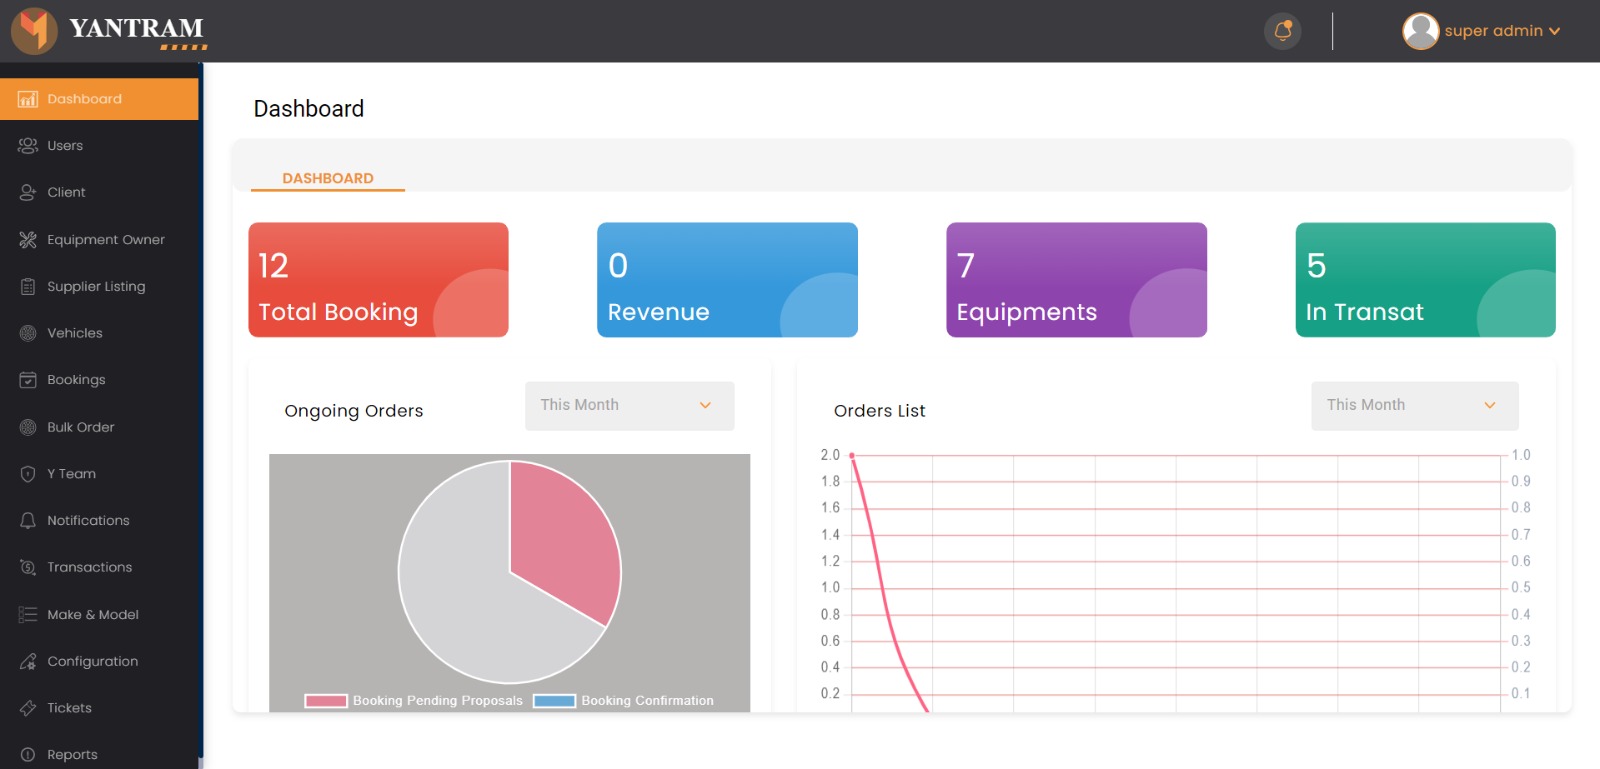 YANTRAM
super admin
Dashboard
Users
Client
Equipment Owner
Supplier Listing
Vehicles
Bookings
Bulk Order
Y Team
Notifications
Transactions
Make & Model
Configuration
Tickets
Reports
Dashboard
DASHBOARD
12
Total Booking
0
Revenue
7
Equipments
5
In Transat
Ongoing Orders
This Month
Booking Pending Proposals
Booking Confirmation
Orders List
This Month
2.0
1.8
1.6
1.4
1.2
1.0
0.8
0.6
0.4
0.2
1.0
0.9
0.8
0.7
0.6
0.5
0.4
0.3
0.2
0.1